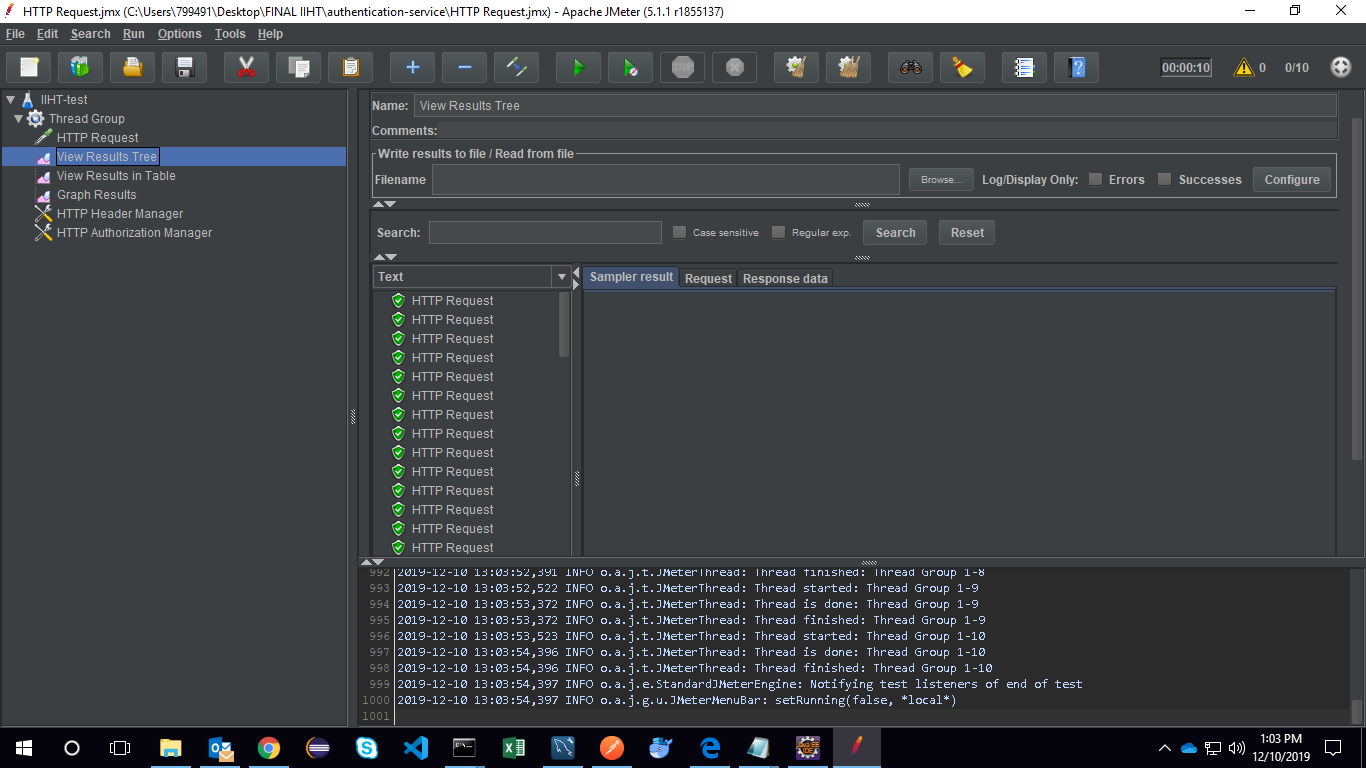 HTTP Request.jmx (C:\Users\799491\Desktop\FINAL IIHT\authentication-service\HTTP Request.jmx) - Apache JMeter (5.1.1 r1855137)
File Edit Search Run Options Tools Help
STOP 00:00:10 0 0/10
IIHT-test
Thread Group
HTTP Request
View Results Tree
View Results in Table
Graph Results
HTTP Header Manager
HTTP Authorization Manager
Name: View Results Tree
Comments:
Write results to file / Read from file
Filename Browse... Log/Display Only: Errors Successes Configure
Search: Case sensitive Regular exp. Search Reset
Text
Sampler result Request Response data
HTTP Request
HTTP Request
HTTP Request
HTTP Request
HTTP Request
HTTP Request
HTTP Request
HTTP Request
HTTP Request
HTTP Request
HTTP Request
HTTP Request
HTTP Request
HTTP Request
992 2019-12-10 13:03:52,391 INFO o.a.j.t.JMeterThread: Thread finished: Thread Group 1-8
993 2019-12-10 13:03:52,522 INFO o.a.j.t.JMeterThread: Thread started: Thread Group 1-9
994 2019-12-10 13:03:53,372 INFO o.a.j.t.JMeterThread: Thread is done: Thread Group 1-9
995 2019-12-10 13:03:53,372 INFO o.a.j.t.JMeterThread: Thread finished: Thread Group 1-9
996 2019-12-10 13:03:53,523 INFO o.a.j.t.JMeterThread: Thread started: Thread Group 1-10
997 2019-12-10 13:03:54,396 INFO o.a.j.t.JMeterThread: Thread is done: Thread Group 1-10
998 2019-12-10 13:03:54,396 INFO o.a.j.t.JMeterThread: Thread finished: Thread Group 1-10
999 2019-12-10 13:03:54,397 INFO o.a.j.e.StandardJMeterEngine: Notifying test listeners of end of test
1000 2019-12-10 13:03:54,397 INFO o.a.j.g.u.JMeterMenuBar: setRunning(false, *local*)
1001
1:03 PM
12/10/2019